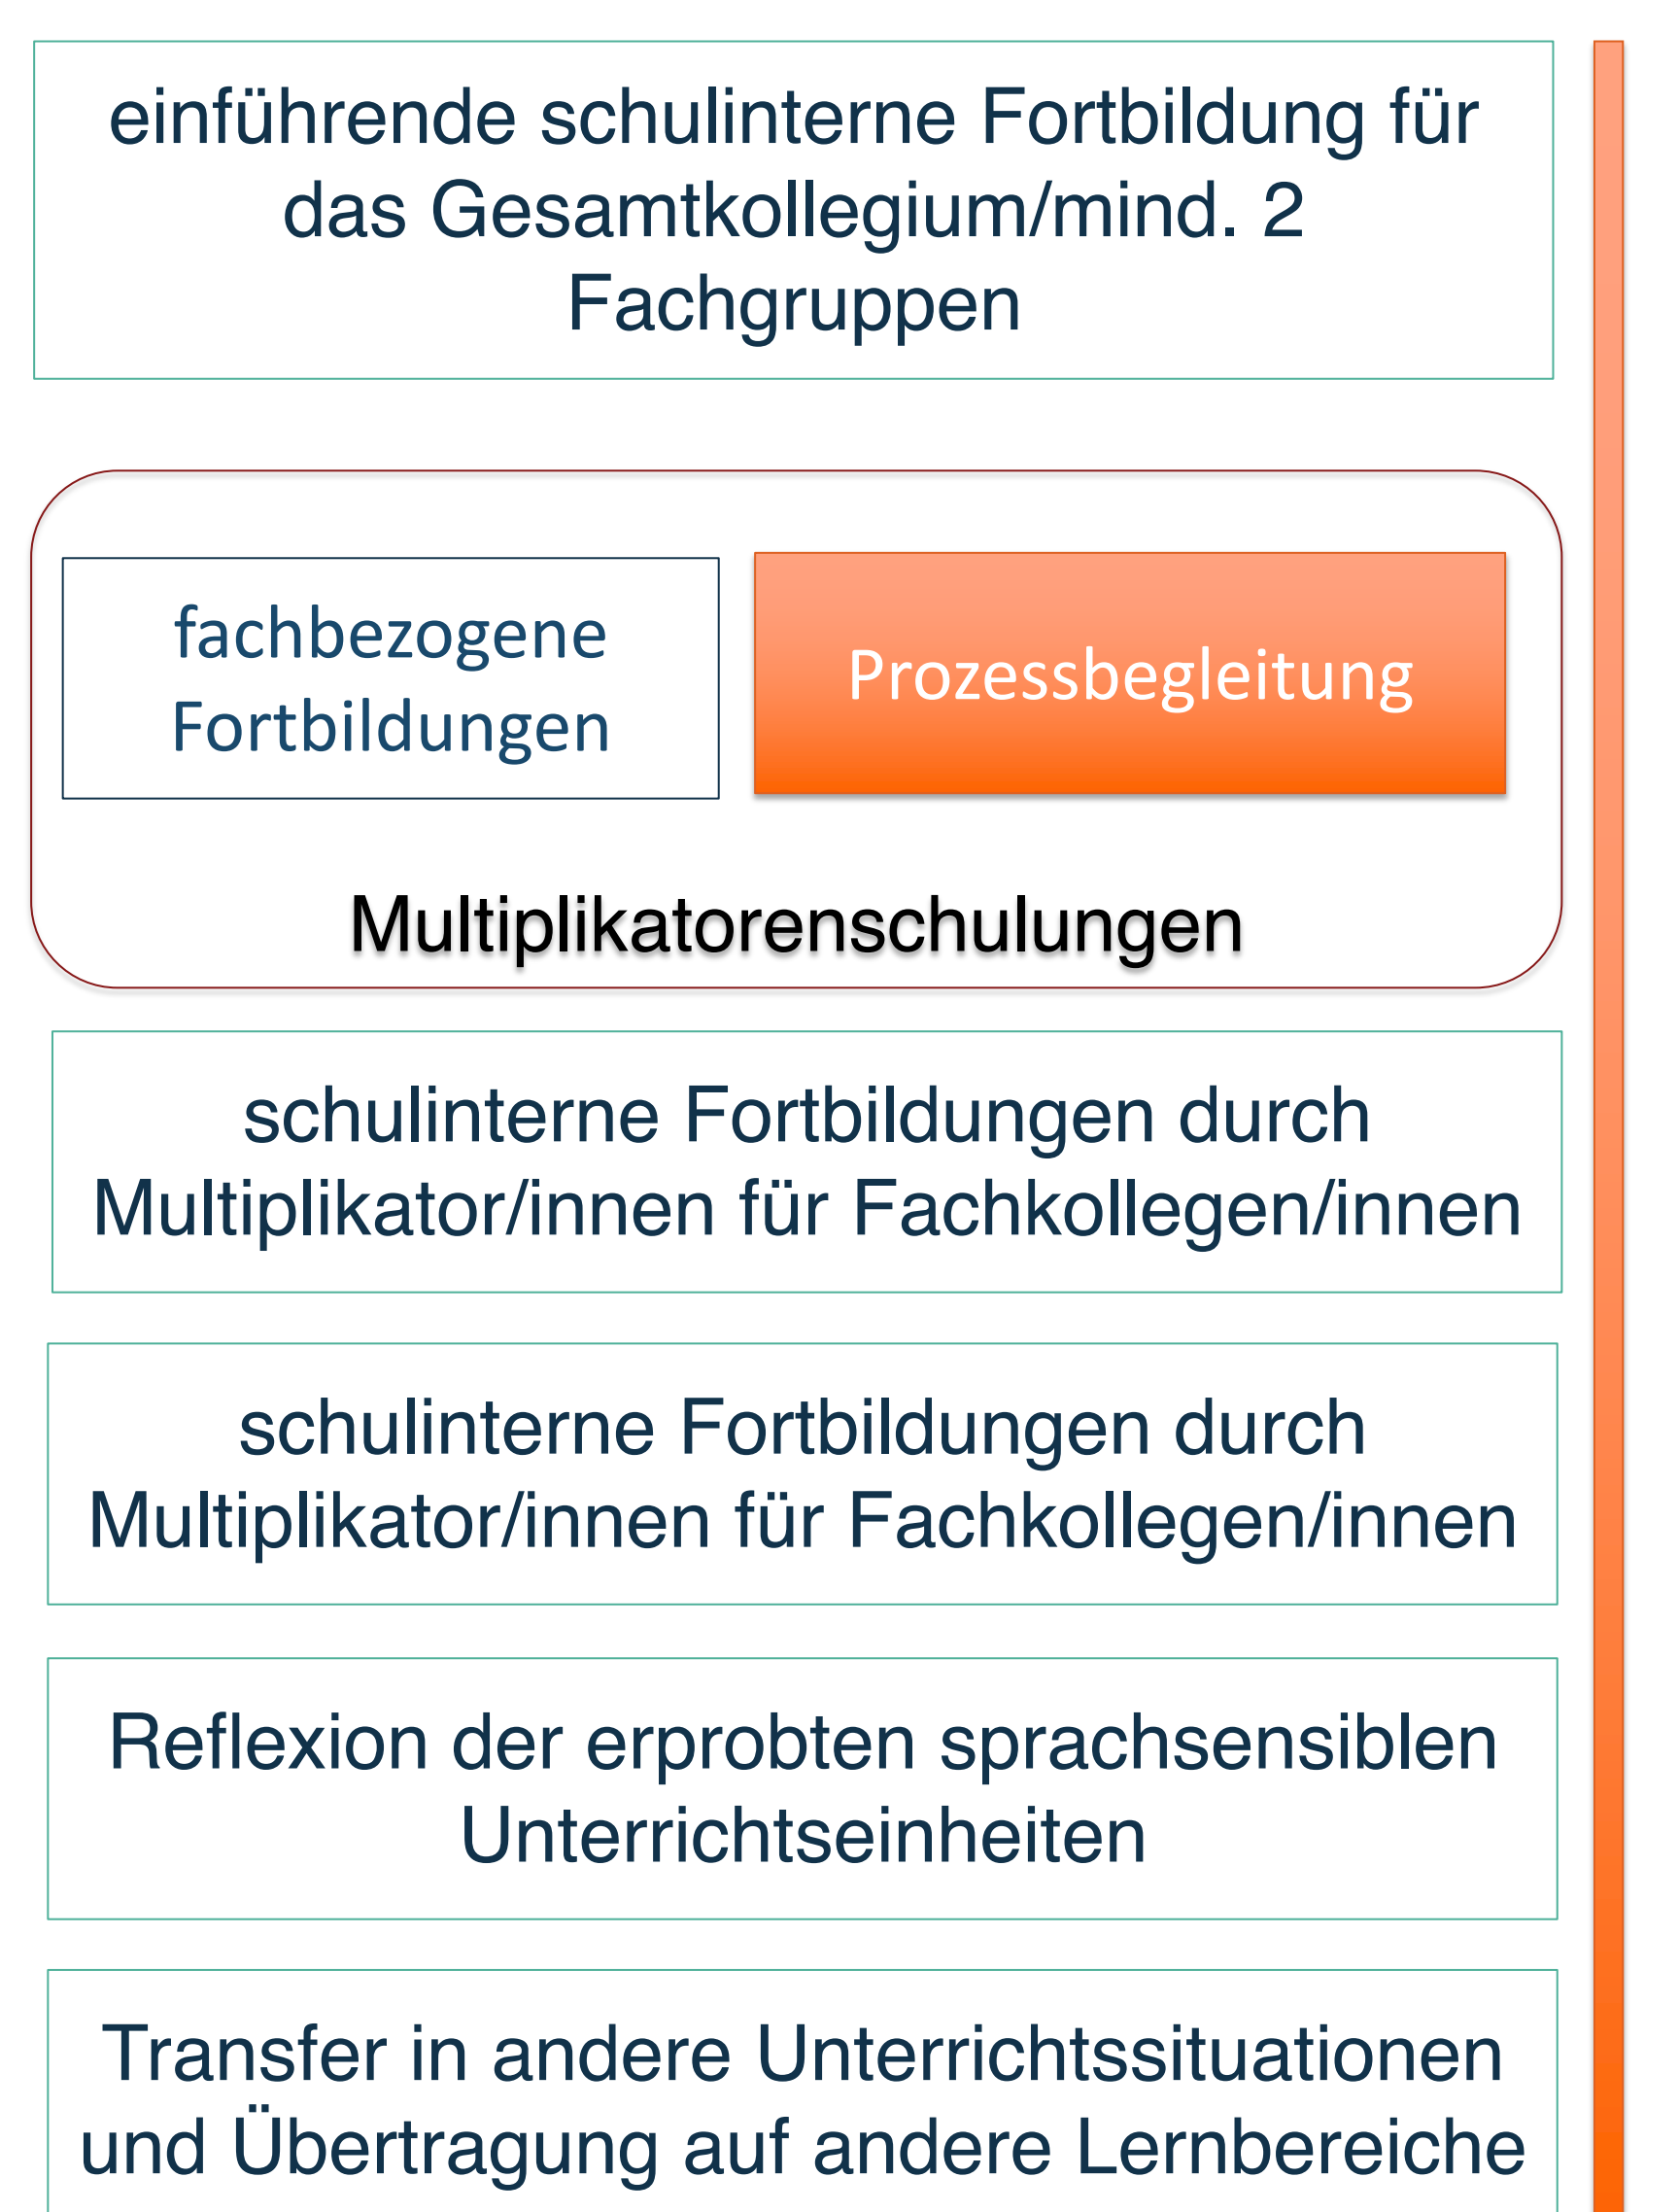 einführende schulinterne Fortbildung für
das Gesamtkollegium/mind. 2
Fachgruppen
fachbezogene
Fortbildungen
Prozessbegleitung
Multiplikatorenschulungen
schulinterne Fortbildungen durch
Multiplikator/innen für Fachkollegen/innen
schulinterne Fortbildungen durch
Multiplikator/innen für Fachkollegen/innen
Reflexion der erprobten sprachsensiblen
Unterrichtseinheiten
Transfer in andere Unterrichtssituationen
und Übertragung auf andere Lernbereiche